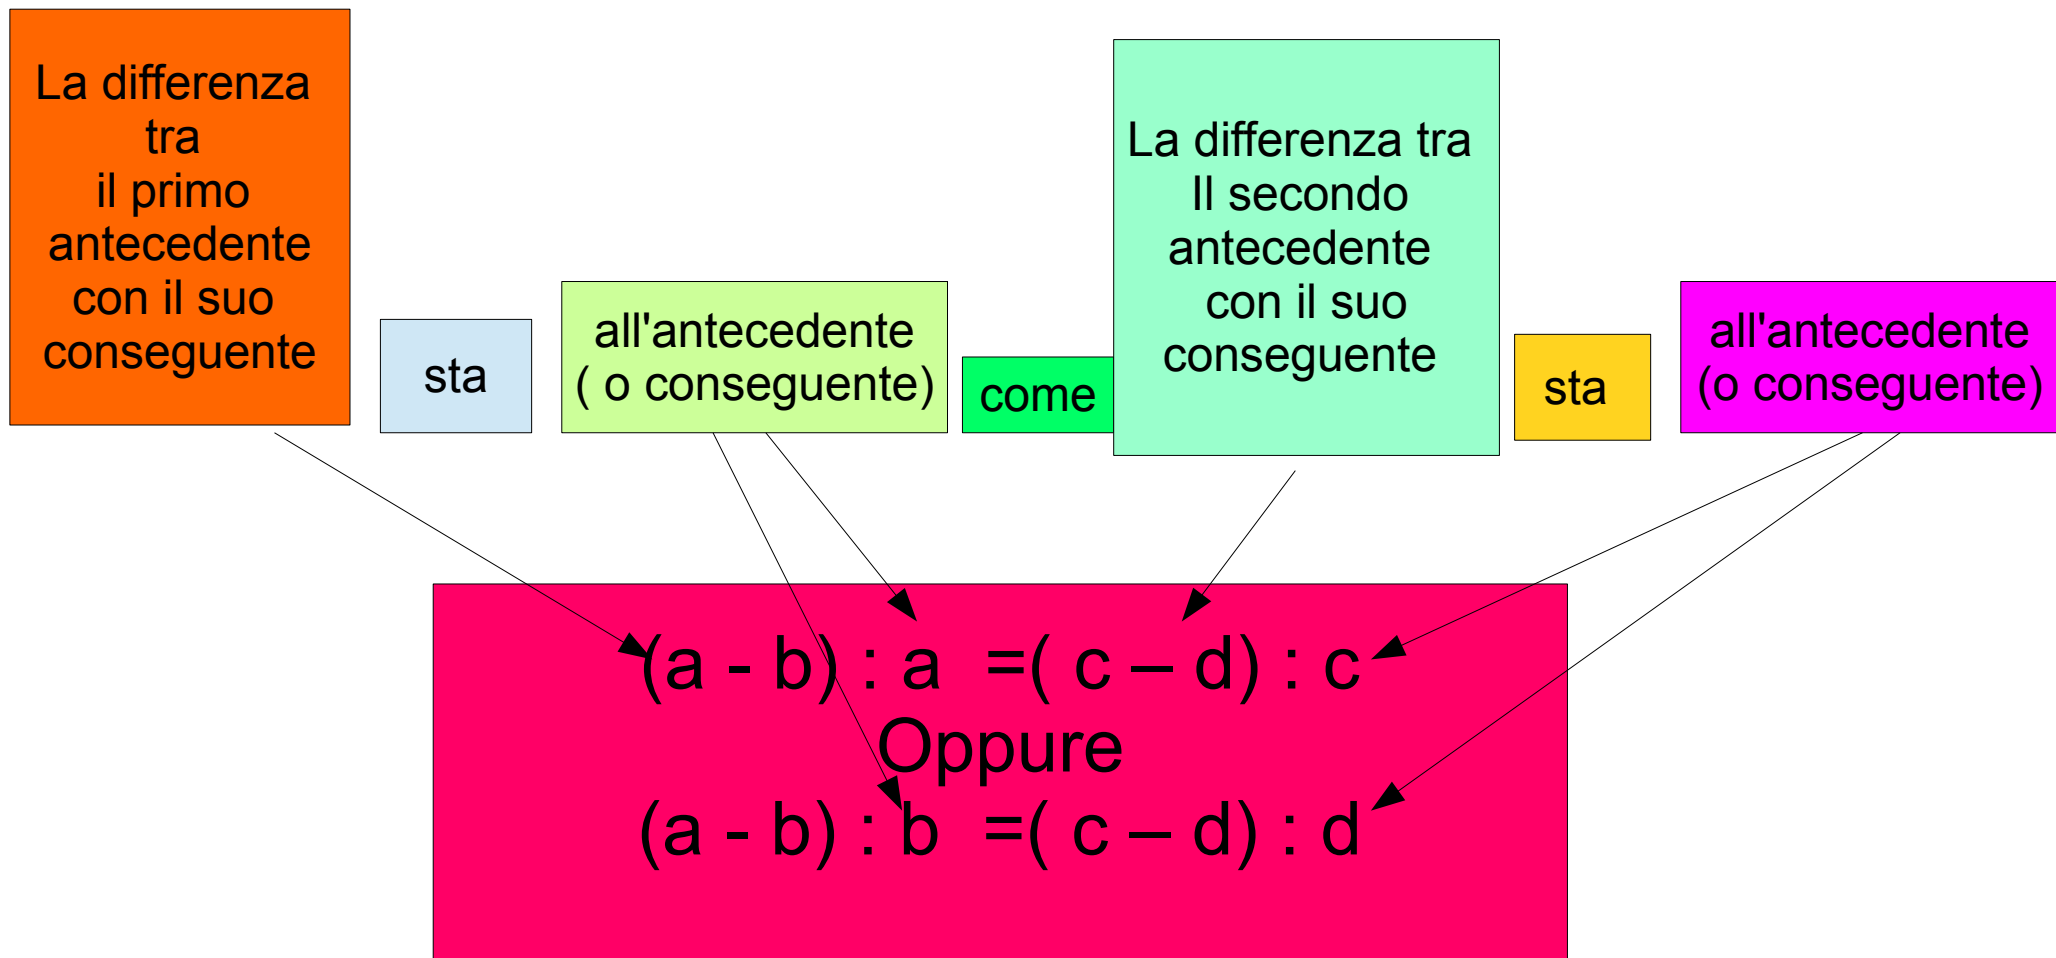 La differenza
tra
il primo
antecedente
con il suo
conseguente
sta
all'antecedente
( o conseguente)
come
La differenza tra
Il secondo
antecedente
con il suo
conseguente
sta
all'antecedente
(o conseguente)
(a - b) : a =( c – d) : c
Oppure
(a - b) : b =( c – d) : d